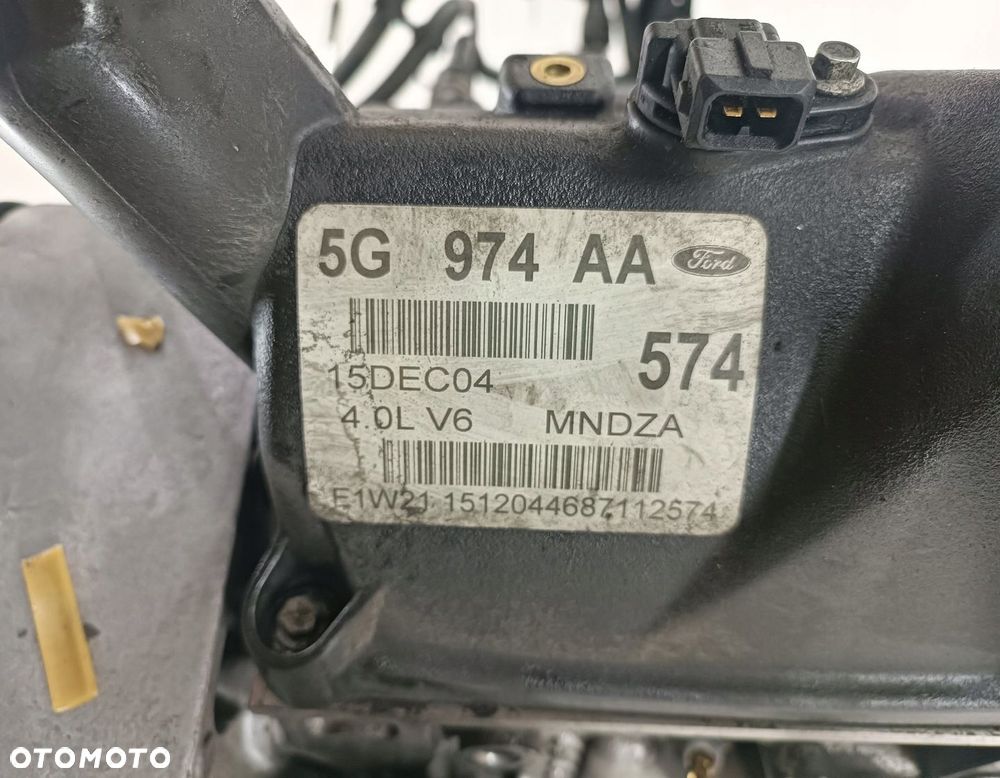 5G 974 AA Ford
574
15DEC04
4.0L V6 MNDZA
E1W21 1512044687112574
OTOMOTO